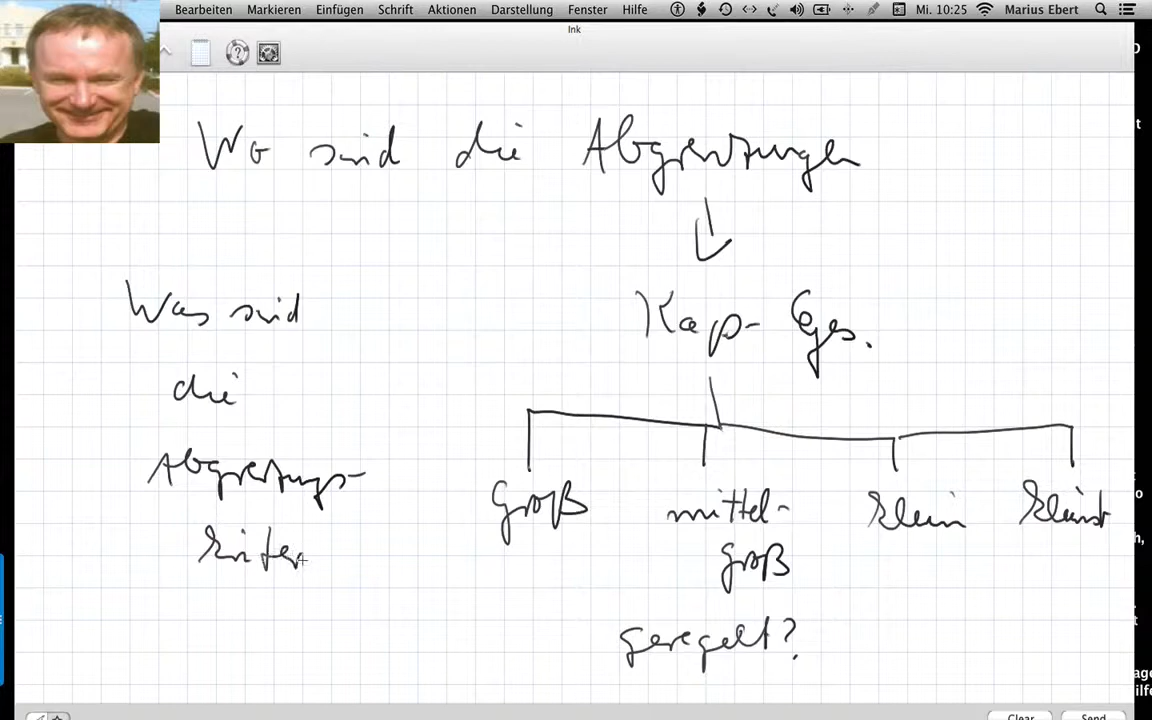 Bearbeiten Markieren Einfügen Schrift Aktionen Darstellung Fenster Hilfe Mi. 10:25 Marius Ebert
Ink
Wo sind die Abgrenzungen
Kap-Ges.
Groß mittel- klein kleinst
groß
geregelt?
Was sind
die
Abgrenzungs-
kriter
Clear Send